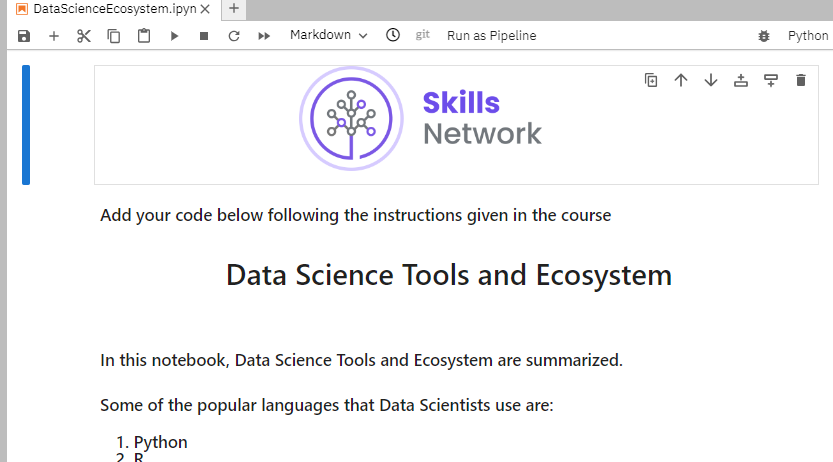 DataScienceEcosystem.ipyn
Markdown
git
Run as Pipeline
Python
Skills
Network
Add your code below following the instructions given in the course
Data Science Tools and Ecosystem
In this notebook, Data Science Tools and Ecosystem are summarized.
Some of the popular languages that Data Scientists use are:
1. Python
2. R